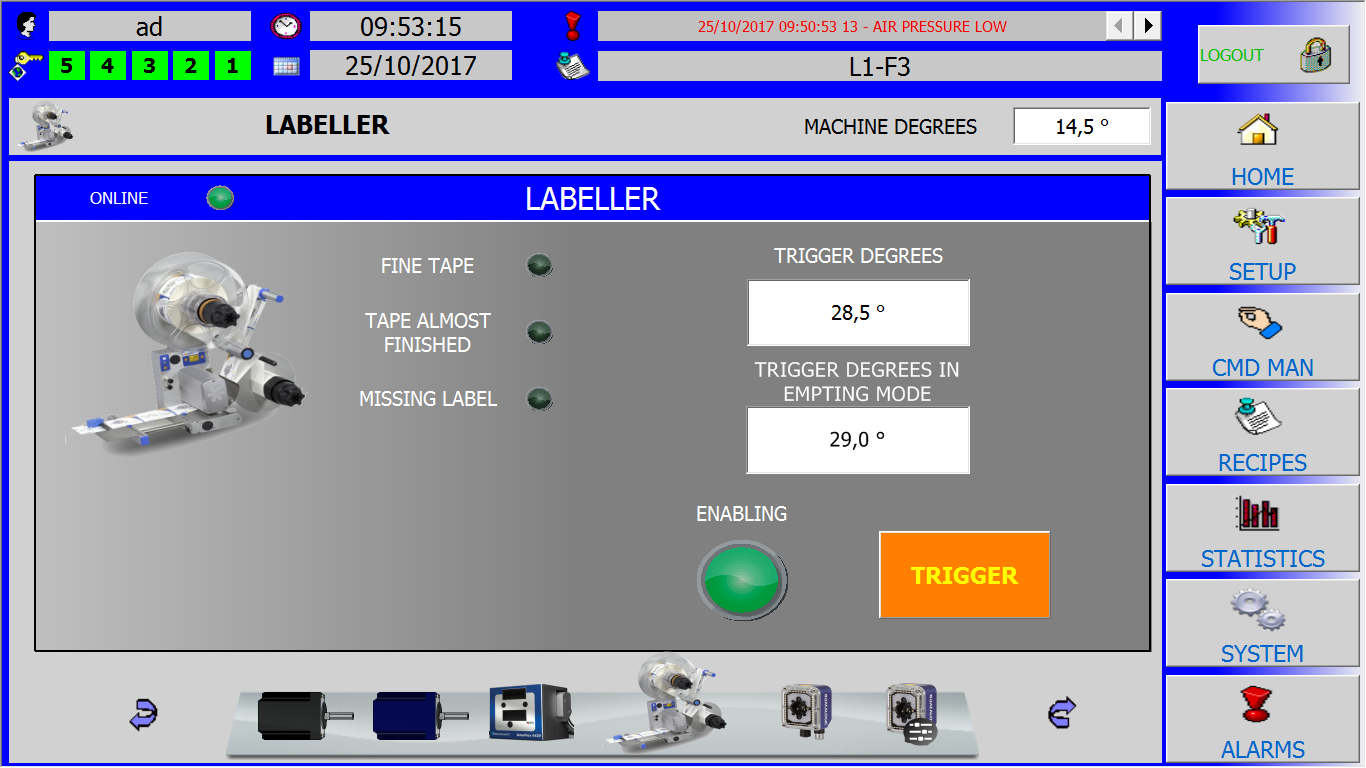 ad
09:53:15
25/10/2017 09:50:53 13 - AIR PRESSURE LOW
LOGOUT
5 4 3 2 1
25/10/2017
L1-F3
LABELLER
MACHINE DEGREES
14,5 °
HOME
ONLINE
LABELLER
SETUP
FINE TAPE
TRIGGER DEGREES
TAPE ALMOST
FINISHED
28,5 °
CMD MAN
MISSING LABEL
TRIGGER DEGREES IN
EMPTING MODE
29,0 °
RECIPES
ENABLING
TRIGGER
STATISTICS
SYSTEM
ALARMS